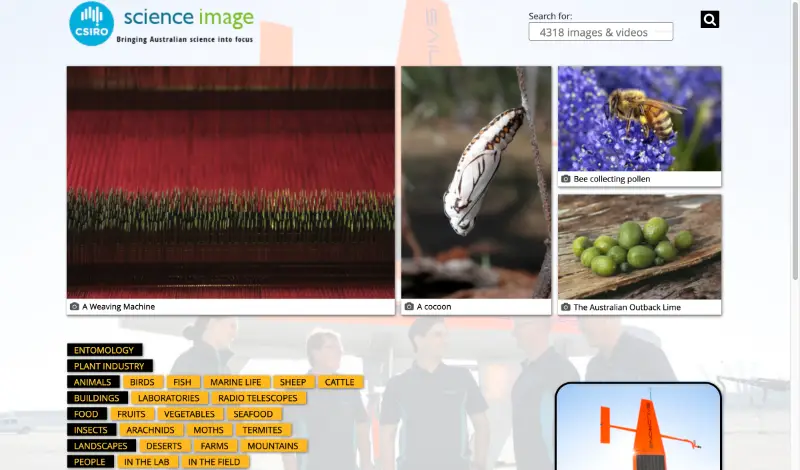 CSIRO
science image
Bringing Australian science into focus
Search for:
4318 images & videos
A Weaving Machine
A cocoon
Bee collecting pollen
The Australian Outback Lime
ENTOMOLOGY
PLANT INDUSTRY
ANIMALS BIRDS FISH MARINE LIFE SHEEP CATTLE
BUILDINGS LABORATORIES RADIO TELESCOPES
FOOD FRUITS VEGETABLES SEAFOOD
INSECTS ARACHNIDS MOTHS TERMITES
LANDSCAPES DESERTS FARMS MOUNTAINS
PEOPLE IN THE LAB IN THE FIELD